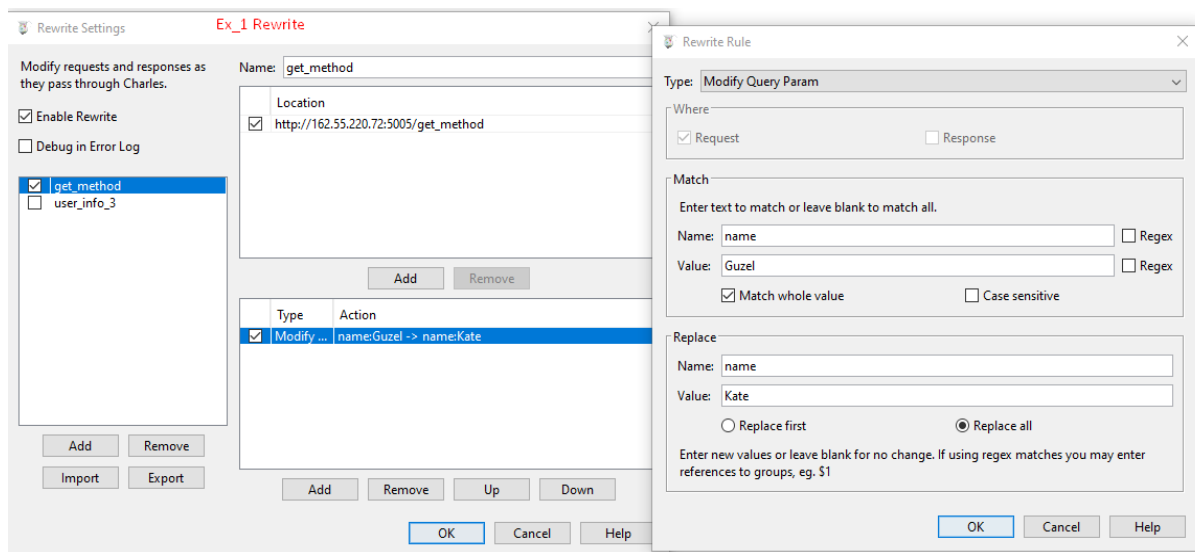 Ex_1 Rewrite
Rewrite Settings
Modify requests and responses as
they pass through Charles.
Enable Rewrite
Debug in Error Log
get_method
user_info_3
Add Remove
Import Export
Name: get_method
Location
http://162.55.220.72:5005/get_method
Add Remove
Type Action
Modify ... name:Guzel -> name:Kate
Add Remove Up Down
OK Cancel Help
Rewrite Rule
Type: Modify Query Param
Where
Request Response
Match
Enter text to match or leave blank to match all.
Name: name Regex
Value: Guzel Regex
Match whole value Case sensitive
Replace
Name: name
Value: Kate
Replace first Replace all
Enter new values or leave blank for no change. If using regex matches you may enter
references to groups, eg. $1
OK Cancel Help